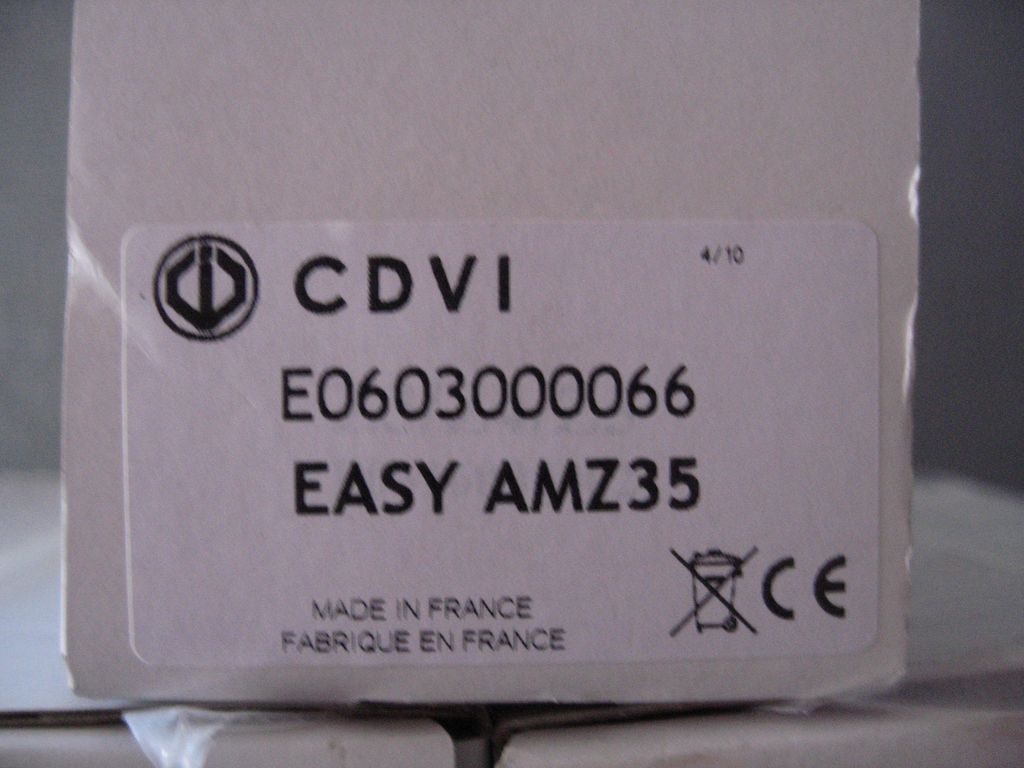 CDVI
4/10
E0603000066
EASY AMZ35
MADE IN FRANCE
FABRIQUE EN FRANCE
CE